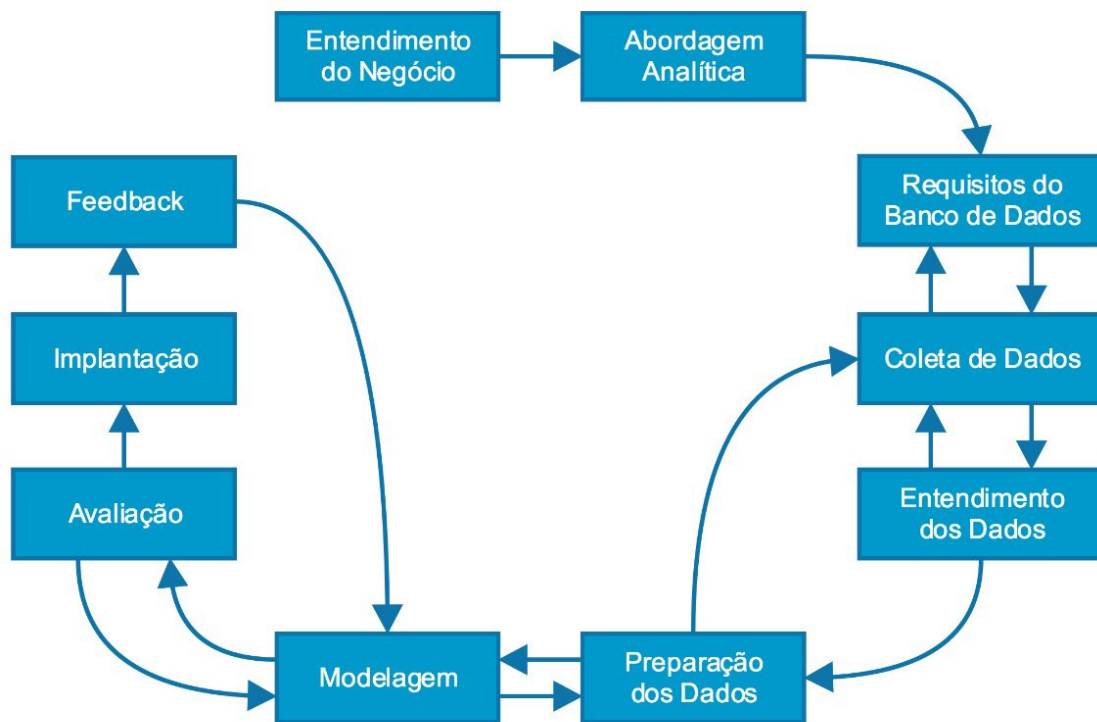 Entendimento
do Negócio
Abordagem
Analítica
Requisitos do
Banco de Dados
Coleta de Dados
Entendimento
dos Dados
Preparação
dos Dados
Modelagem
Avaliação
Implantação
Feedback